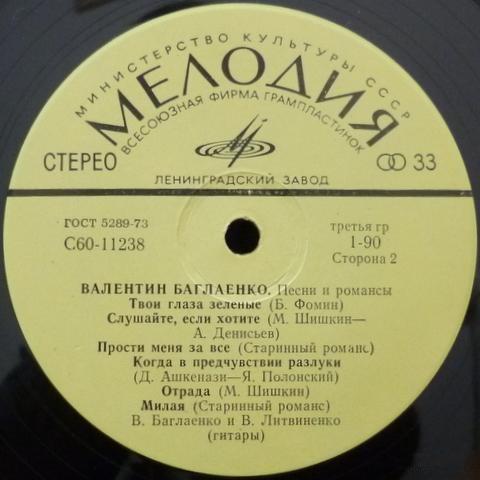 МИНИСТЕРСТВО КУЛЬТУРЫ СССР
МЕЛОДИЯ
ВСЕСОЮЗНАЯ ФИРМА ГРАМПЛАСТИНОК
СТЕРЕО
33
ЛЕНИНГРАДСКИЙ ЗАВОД
ГОСТ 5289-73
третья гр
С60-11238
1-90
Сторона 2
ВАЛЕНТИН БАГЛАЕНКО. Песни и романсы
Твои глаза зеленые (Б. Фомин)
Слушайте, если хотите (М. Шишкин—
А. Денисьев)
Прости меня за все (Старинный романс)
Когда в предчувствии разлуки
(Д. Ашкенази—Я. Полонский)
Отрада (М. Шишкин)
Милая (Старинный романс)
В. Баглаенко и В. Литвиненко
(гитары)